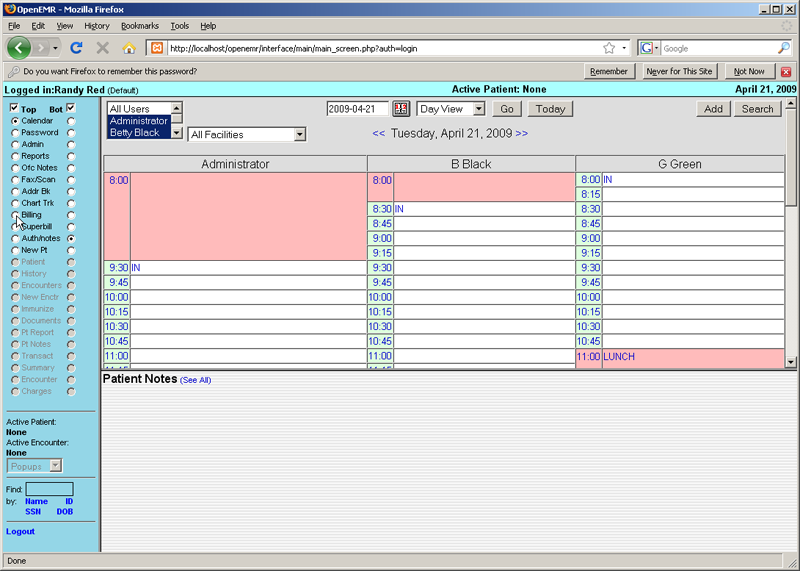 OpenEMR - Mozilla Firefox
File Edit View History Bookmarks Tools Help
http://localhost/openemr/interface/main/main_screen.php?auth=login
Google
Do you want Firefox to remember this password?
Remember Never for This Site Not Now
Logged in:Randy Red (Default) Active Patient: None April 21, 2009
Top Bot
Calendar
Password
Admin
Reports
Ofc Notes
Fax/Scan
Addr Bk
Chart Trk
Billing
Superbill
Auth/notes
New Pt
Patient
History
Encounters
New Enctr
Immunize
Documents
Pt Report
Pt Notes
Transact
Summary
Encounter
Charges
Active Patient:
None
Active Encounter:
None
Popups
Find:
by: Name ID
SSN DOB
Logout
All Users
Administrator
Betty Black
All Facilities
2009-04-21 Day View Go Today Add Search
<< Tuesday, April 21, 2009 >>
Administrator B Black G Green
8:00 8:00 8:00 IN
8:15
8:30 IN 8:30
8:45 8:45
9:00 9:00
9:15 9:15
9:30 IN 9:30 9:30
9:45 9:45 9:45
10:00 10:00 10:00
10:15 10:15 10:15
10:30 10:30 10:30
10:45 10:45 10:45
11:00 11:00 11:00 LUNCH
Patient Notes (See All)
Done